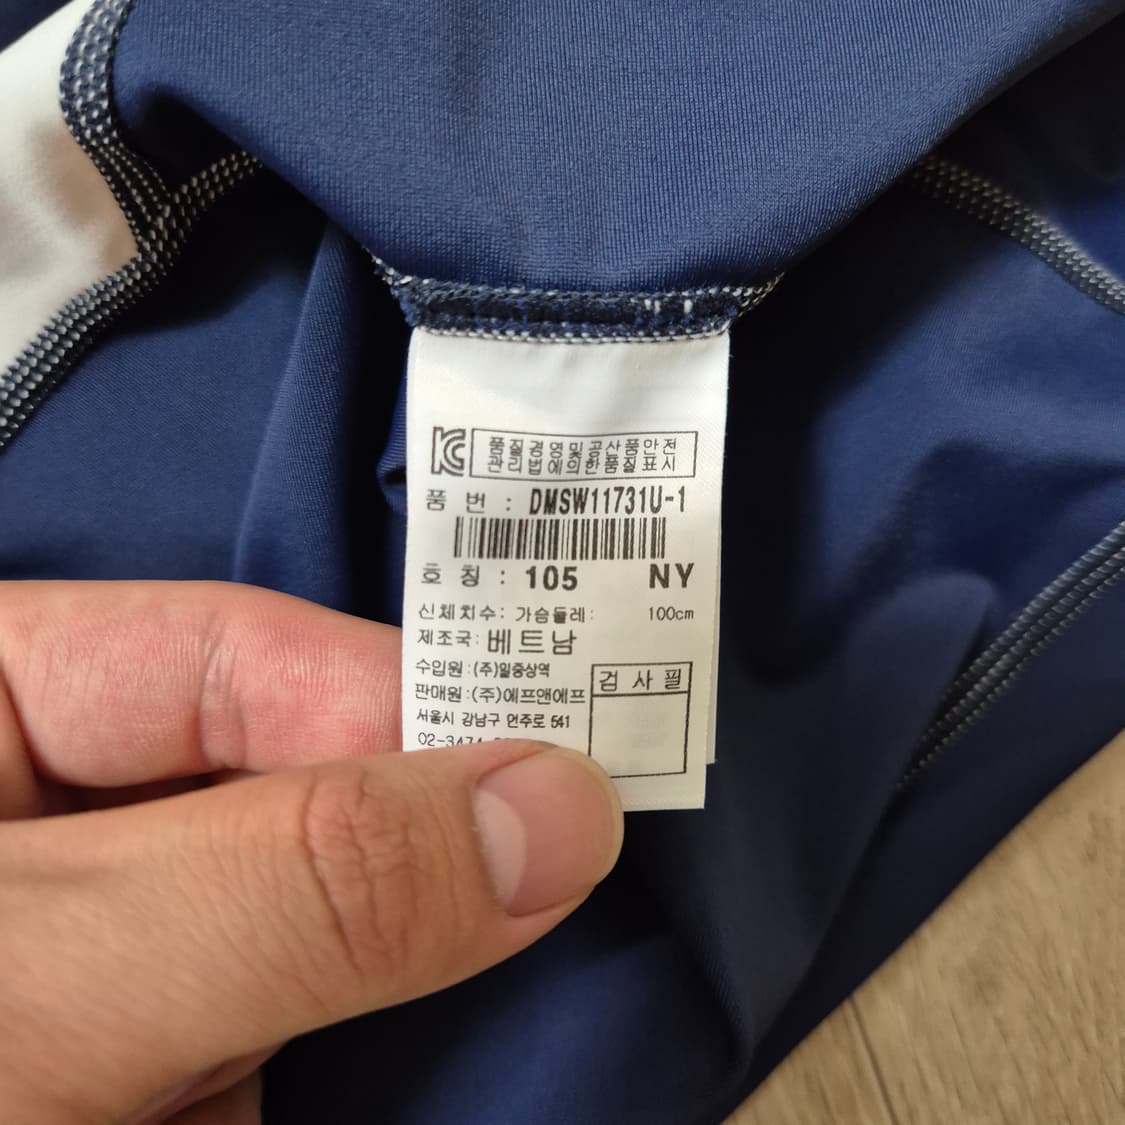 KC 품질경영및공산품안전
관리법에의한품질표시
품 번 : DMSW11731U-1
호 칭 : 105 NY
신체치수: 가슴둘레: 100cm
제조국: 베트남
수입원 : (주)일중상역
판매원 : (주)에프앤에프
서울시 강남구 언주로 541
02-3474
검 사 필